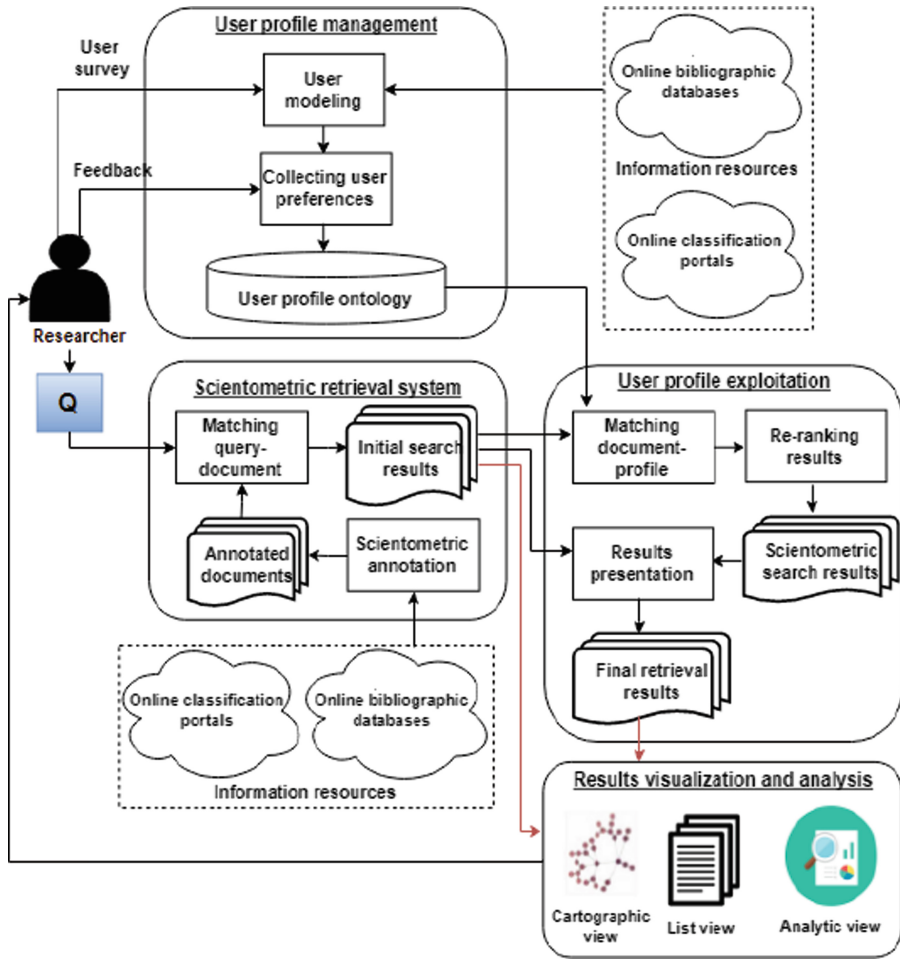 User profile management
User
survey
User
modeling
Online bibliographic
databases
Information resources
Feedback
Collecting user
preferences
Online classification
portals
User profile ontology
Researcher
Q
Scientometric retrieval system
Matching
query-
document
Initial search
results
Annotated
documents
Scientometric
annotation
User profile exploitation
Matching
document-
profile
Re-ranking
results
Results
presentation
Scientometric
search results
Final retrieval
results
Online classification
portals
Online bibliographic
databases
Information resources
Results visualization and analysis
Cartographic
view
List view
Analytic view